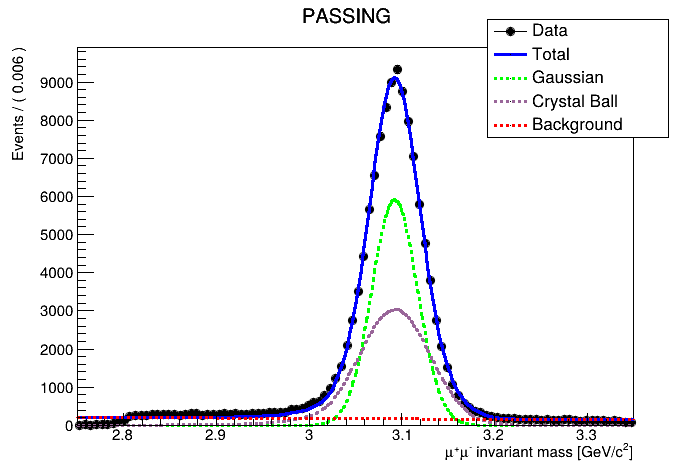 PASSING
Data
Total
Gaussian
Crystal Ball
Background
Events / ( 0.006 )
9000
8000
7000
6000
5000
4000
3000
2000
1000
0
2.8 2.9 3 3.1 3.2 3.3
μ⁺μ⁻ invariant mass [GeV/c²]